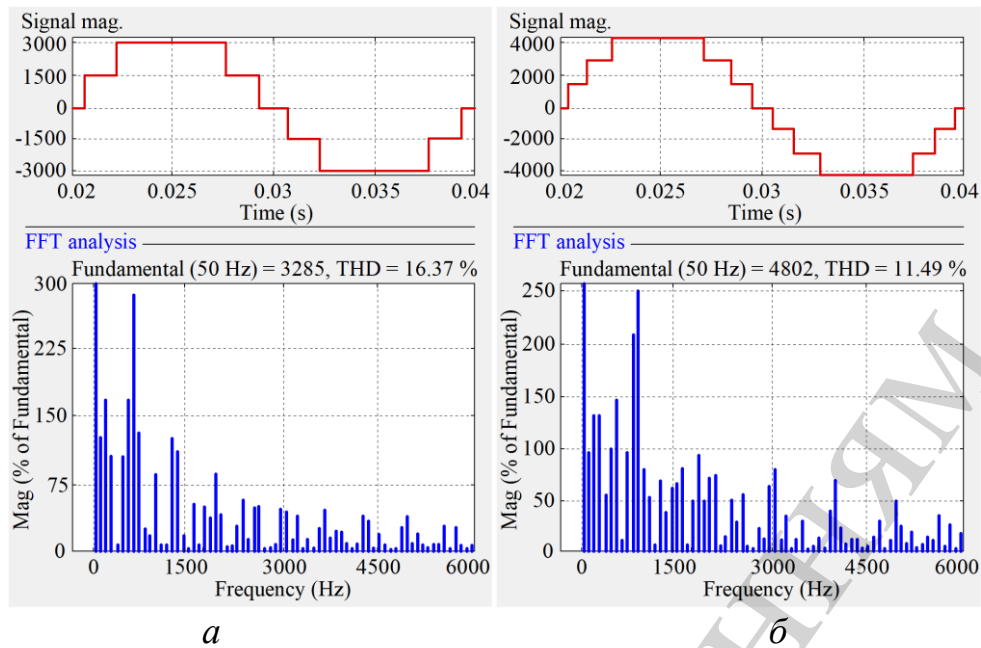 Signal mag.
3000
1500
0
-1500
-3000
0.02 0.025 0.03 0.035 0.04
Time (s)
FFT analysis
Fundamental (50 Hz) = 3285, THD = 16.37 %
300
225
150
75
0
Mag (% of Fundamental)
0 1500 3000 4500 6000
Frequency (Hz)
а
Signal mag.
4000
2000
0
-2000
-4000
0.02 0.025 0.03 0.035 0.04
Time (s)
FFT analysis
Fundamental (50 Hz) = 4802, THD = 11.49 %
250
200
150
100
50
0
Mag (% of Fundamental)
0 1500 3000 4500 6000
Frequency (Hz)
б